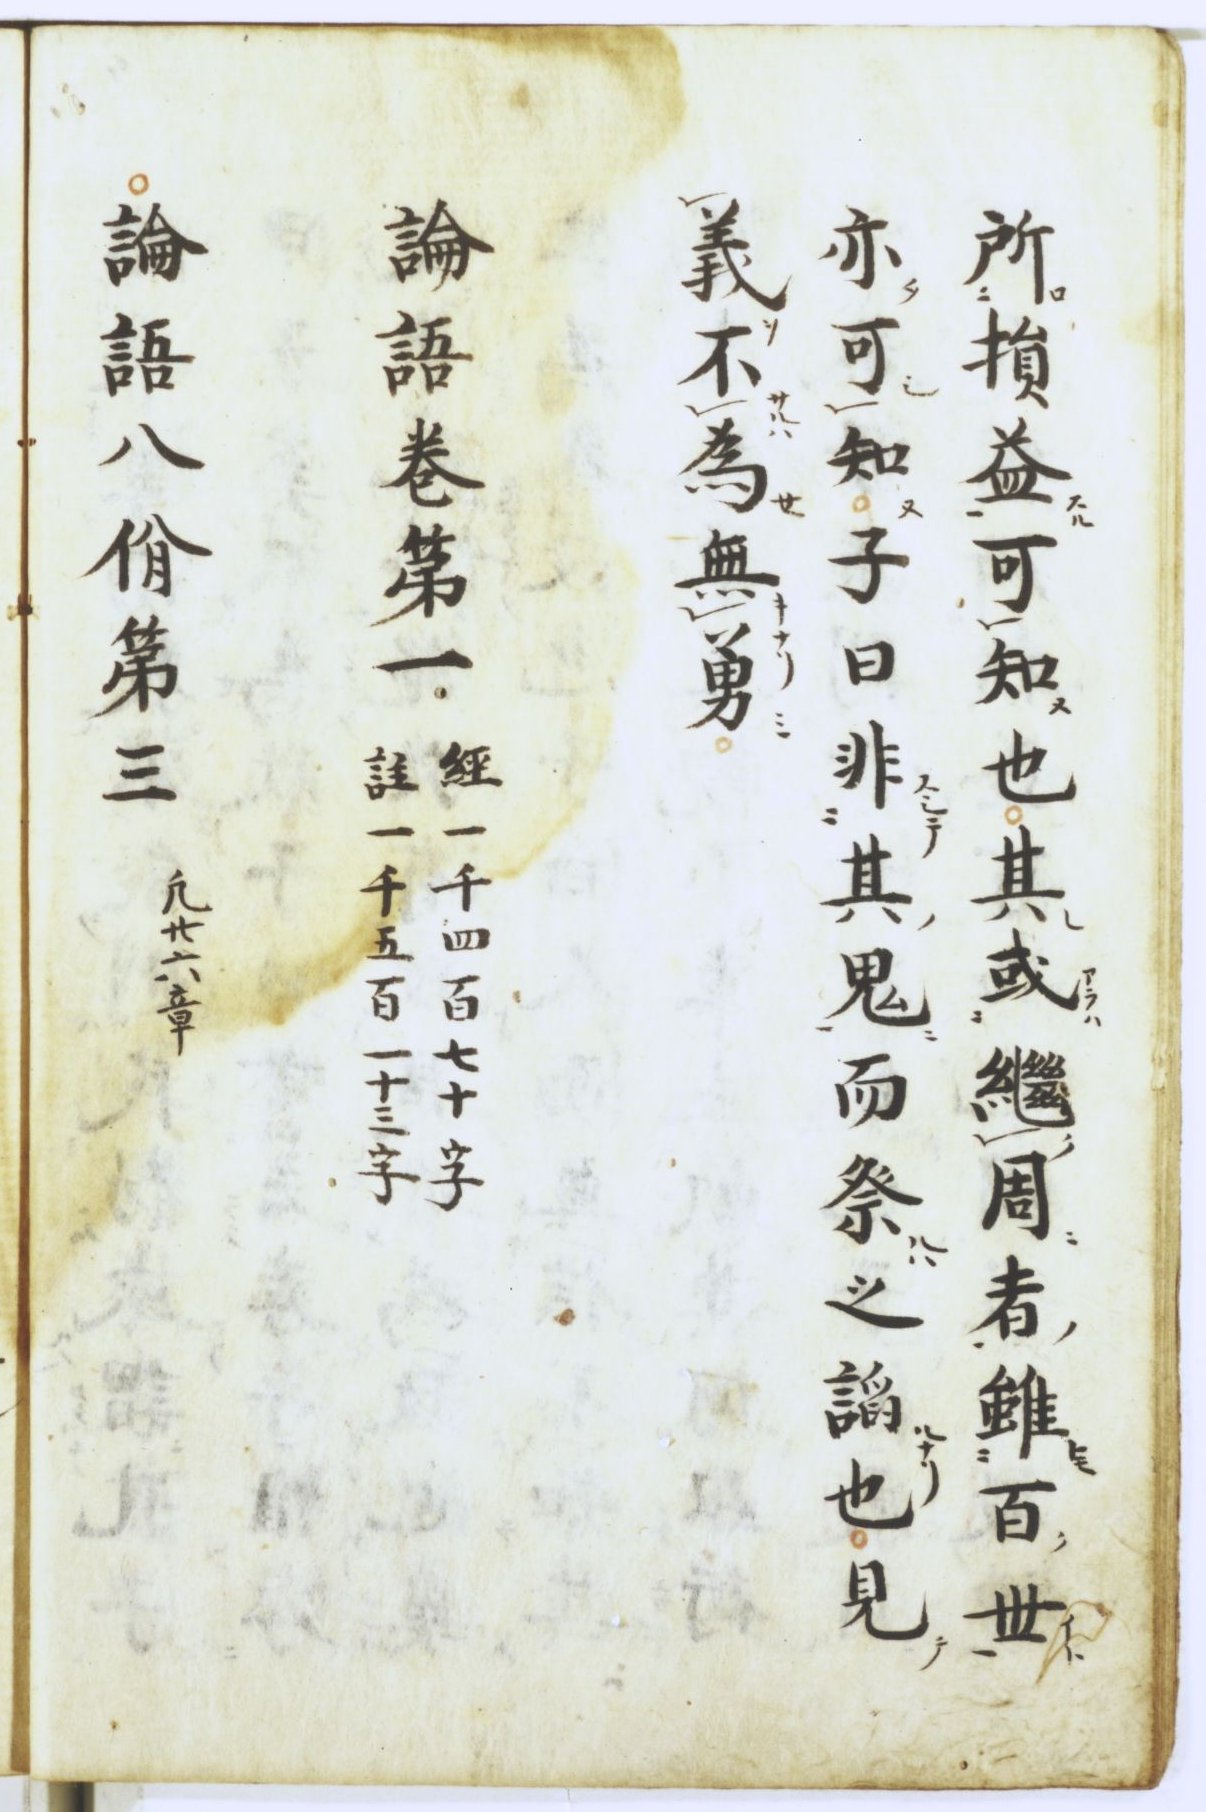 所損益可知也其或繼周者雖百世
亦可知子曰非其鬼而祭之謟也見
義不為無勇
論語巻第一
經一千四百七十字
註一千五百一十三字
論語八佾第三
凡廿六章